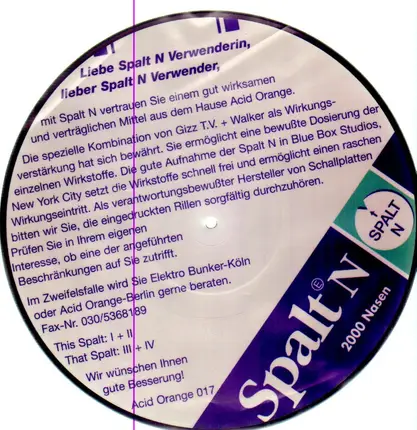 Liebe Spalt N Verwenderin,
lieber Spalt N Verwender,
mit Spalt N vertrauen Sie einem gut wirksamen
und verträglichen Mittel aus dem Hause Acid Orange.
Die spezielle Kombination von Gizz T.V. + Walker als Wirkungs-
verstärkung hat sich bewährt. Sie ermöglicht eine bewußte Dosierung der
einzelnen Wirkstoffe. Die gute Aufnahme der Spalt N in Blue Box Studios,
New York City setzt die Wirkstoffe schnell frei und ermöglicht einen raschen
Wirkungseintritt. Als verantwortungsbewußter Hersteller von Schallplatten
bitten wir Sie, die eingedruckten Rillen sorgfältig durchzuhören.
Prüfen Sie in Ihrem eigenen
Interesse, ob eine der angeführten
Beschränkungen auf Sie zutrifft.
Im Zweifelsfalle wird Sie Elektro Bunker-Köln
oder Acid Orange-Berlin gerne beraten.
Fax-Nr. 030/5368189
This Spalt: I + II
That Spalt: III + IV
Wir wünschen Ihnen
gute Besserung!
Acid Orange 017
Spalt Ⓔ N
2000 Nasen
SPALT
N